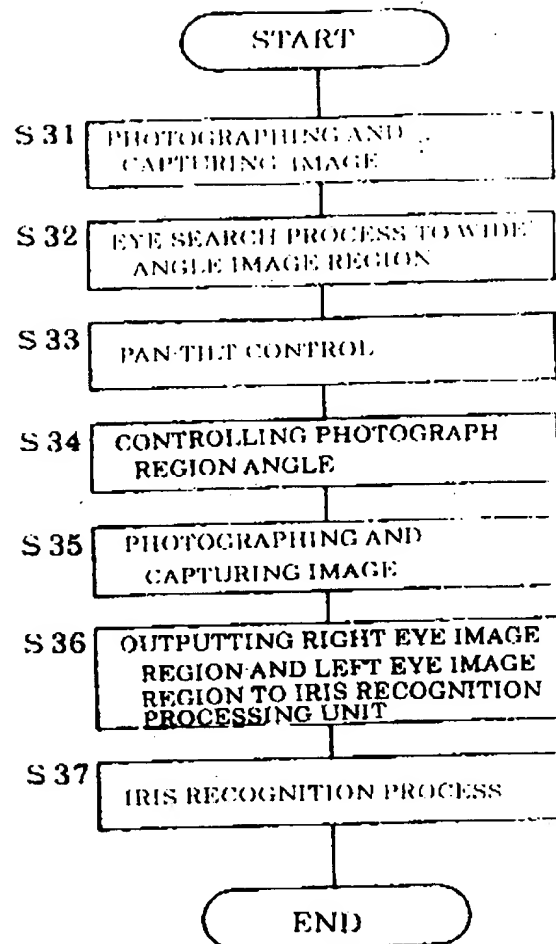 START
S 31
PHOTOGRAPHING AND
CAPTURING IMAGE
S 32
EYE SEARCH PROCESS TO WIDE
ANGLE IMAGE REGION
S 33
PAN-TILT CONTROL
S 34
CONTROLLING PHOTOGRAPH
REGION ANGLE
S 35
PHOTOGRAPHING AND
CAPTURING IMAGE
S 36
OUTPUTTING RIGHT EYE IMAGE
REGION AND LEFT EYE IMAGE
REGION TO IRIS RECOGNITION
PROCESSING UNIT
S 37
IRIS RECOGNITION PROCESS
END